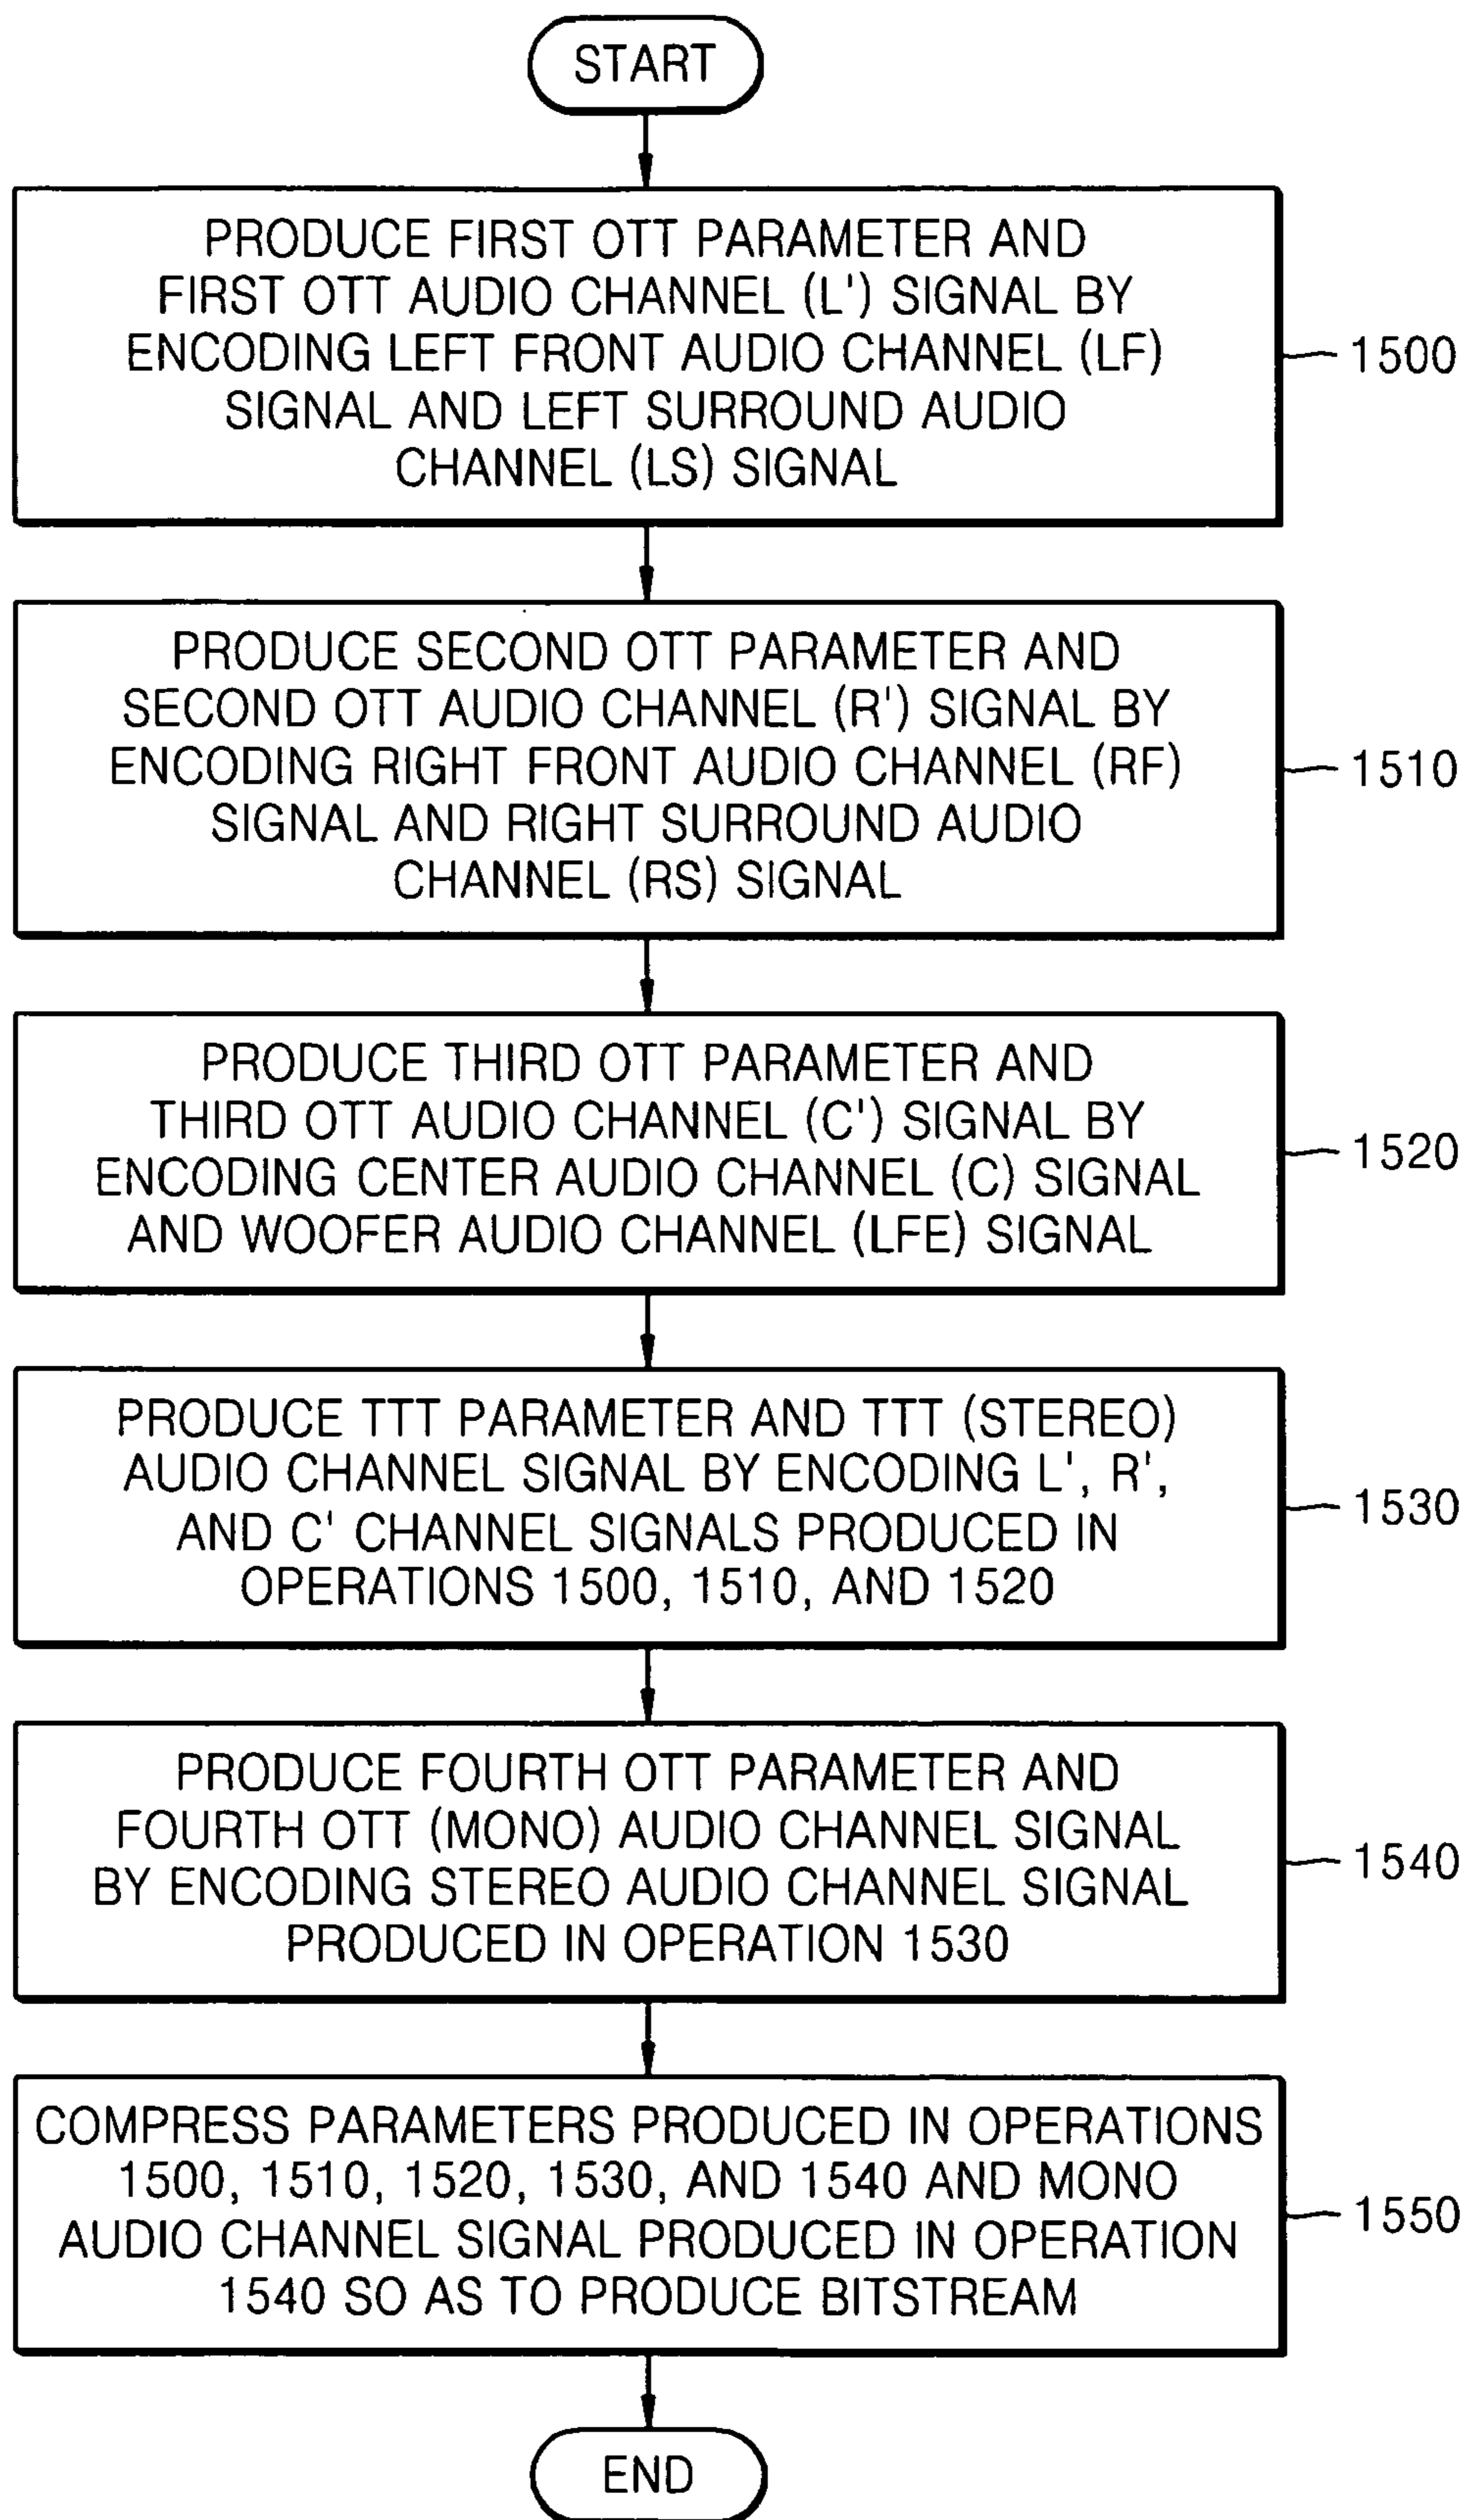 START
PRODUCE FIRST OTT PARAMETER AND
FIRST OTT AUDIO CHANNEL (L') SIGNAL BY
ENCODING LEFT FRONT AUDIO CHANNEL (LF)
SIGNAL AND LEFT SURROUND AUDIO
CHANNEL (LS) SIGNAL
1500
PRODUCE SECOND OTT PARAMETER AND
SECOND OTT AUDIO CHANNEL (R') SIGNAL BY
ENCODING RIGHT FRONT AUDIO CHANNEL (RF)
SIGNAL AND RIGHT SURROUND AUDIO
CHANNEL (RS) SIGNAL
1510
PRODUCE THIRD OTT PARAMETER AND
THIRD OTT AUDIO CHANNEL (C') SIGNAL BY
ENCODING CENTER AUDIO CHANNEL (C) SIGNAL
AND WOOFER AUDIO CHANNEL (LFE) SIGNAL
1520
PRODUCE TTT PARAMETER AND TTT (STEREO)
AUDIO CHANNEL SIGNAL BY ENCODING L', R',
AND C' CHANNEL SIGNALS PRODUCED IN
OPERATIONS 1500, 1510, AND 1520
1530
PRODUCE FOURTH OTT PARAMETER AND
FOURTH OTT (MONO) AUDIO CHANNEL SIGNAL
BY ENCODING STEREO AUDIO CHANNEL SIGNAL
PRODUCED IN OPERATION 1530
1540
COMPRESS PARAMETERS PRODUCED IN OPERATIONS
1500, 1510, 1520, 1530, AND 1540 AND MONO
AUDIO CHANNEL SIGNAL PRODUCED IN OPERATION
1540 SO AS TO PRODUCE BITSTREAM
1550
END